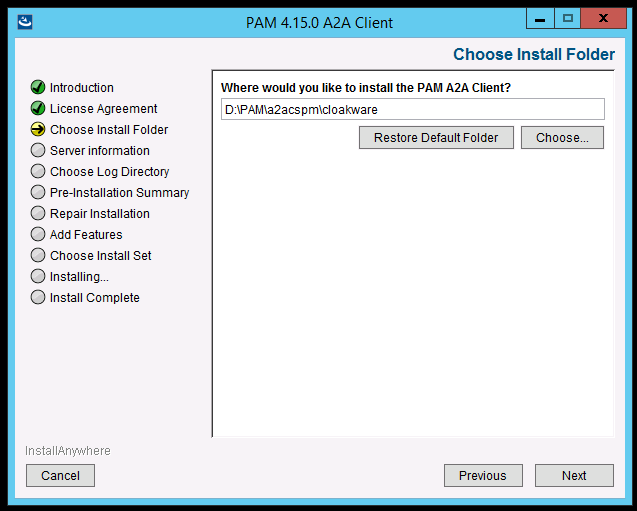 PAM 4.15.0 A2A Client
Choose Install Folder
Introduction
License Agreement
Choose Install Folder
Server information
Choose Log Directory
Pre-Installation Summary
Repair Installation
Add Features
Choose Install Set
Installing...
Install Complete
Where would you like to install the PAM A2A Client?
D:\PAM\a2acspm\cloakware
Restore Default Folder
Choose...
InstallAnywhere
Cancel
Previous
Next